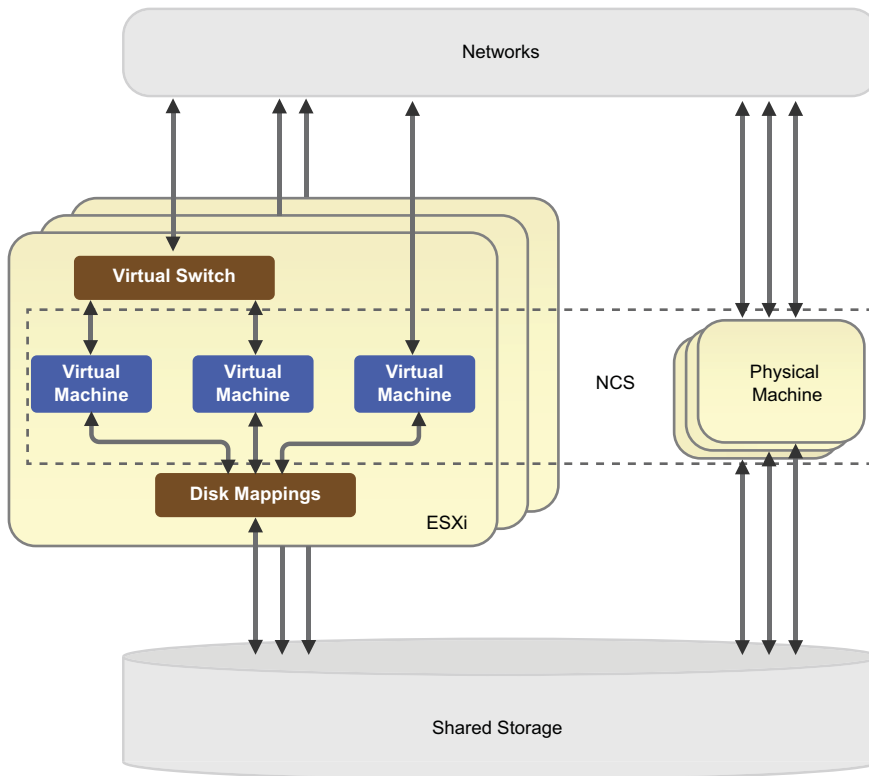 Networks
Virtual Switch
Virtual
Machine
Virtual
Machine
Virtual
Machine
NCS
Physical
Machine
Disk Mappings
ESXi
Shared Storage